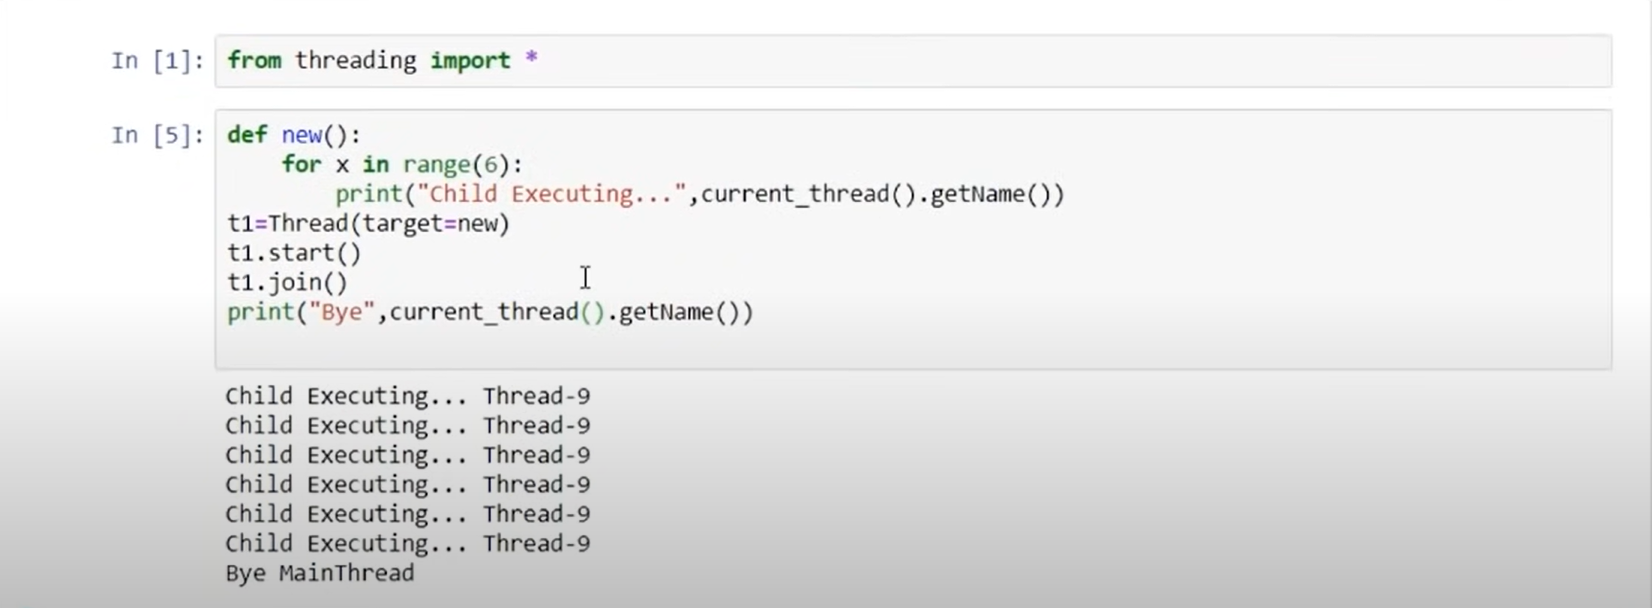 In [1]: from threading import *
In [5]: def new():
    for x in range(6):
        print("Child Executing...",current_thread().getName())
t1=Thread(target=new)
t1.start()
t1.join()
print("Bye",current_thread().getName())
Child Executing... Thread-9
Child Executing... Thread-9
Child Executing... Thread-9
Child Executing... Thread-9
Child Executing... Thread-9
Child Executing... Thread-9
Bye MainThread